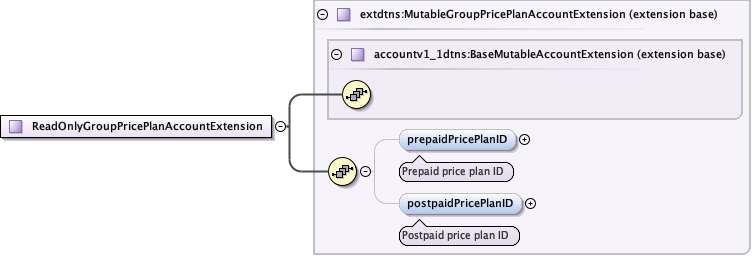 extdtns:MutableGroupPricePlanAccountExtension (extension base)
accountv1_1dtns:BaseMutableAccountExtension (extension base)
ReadOnlyGroupPricePlanAccountExtension
prepaidPricePlanID
Prepaid price plan ID
postpaidPricePlanID
Postpaid price plan ID